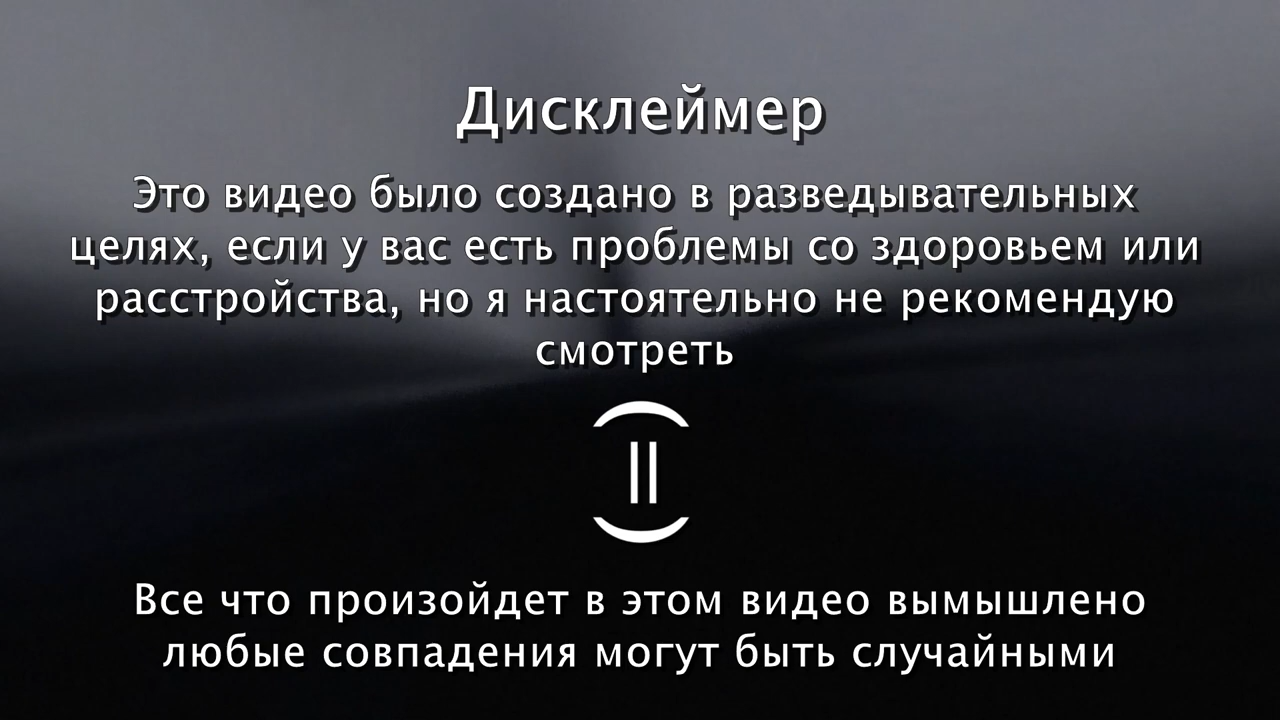 Дисклеймер
Это видео было создано в разведывательных
целях, если у вас есть проблемы со здоровьем или
расстройства, но я настоятельно не рекомендую
смотреть
Все что произойдет в этом видео вымышлено
любые совпадения могут быть случайными